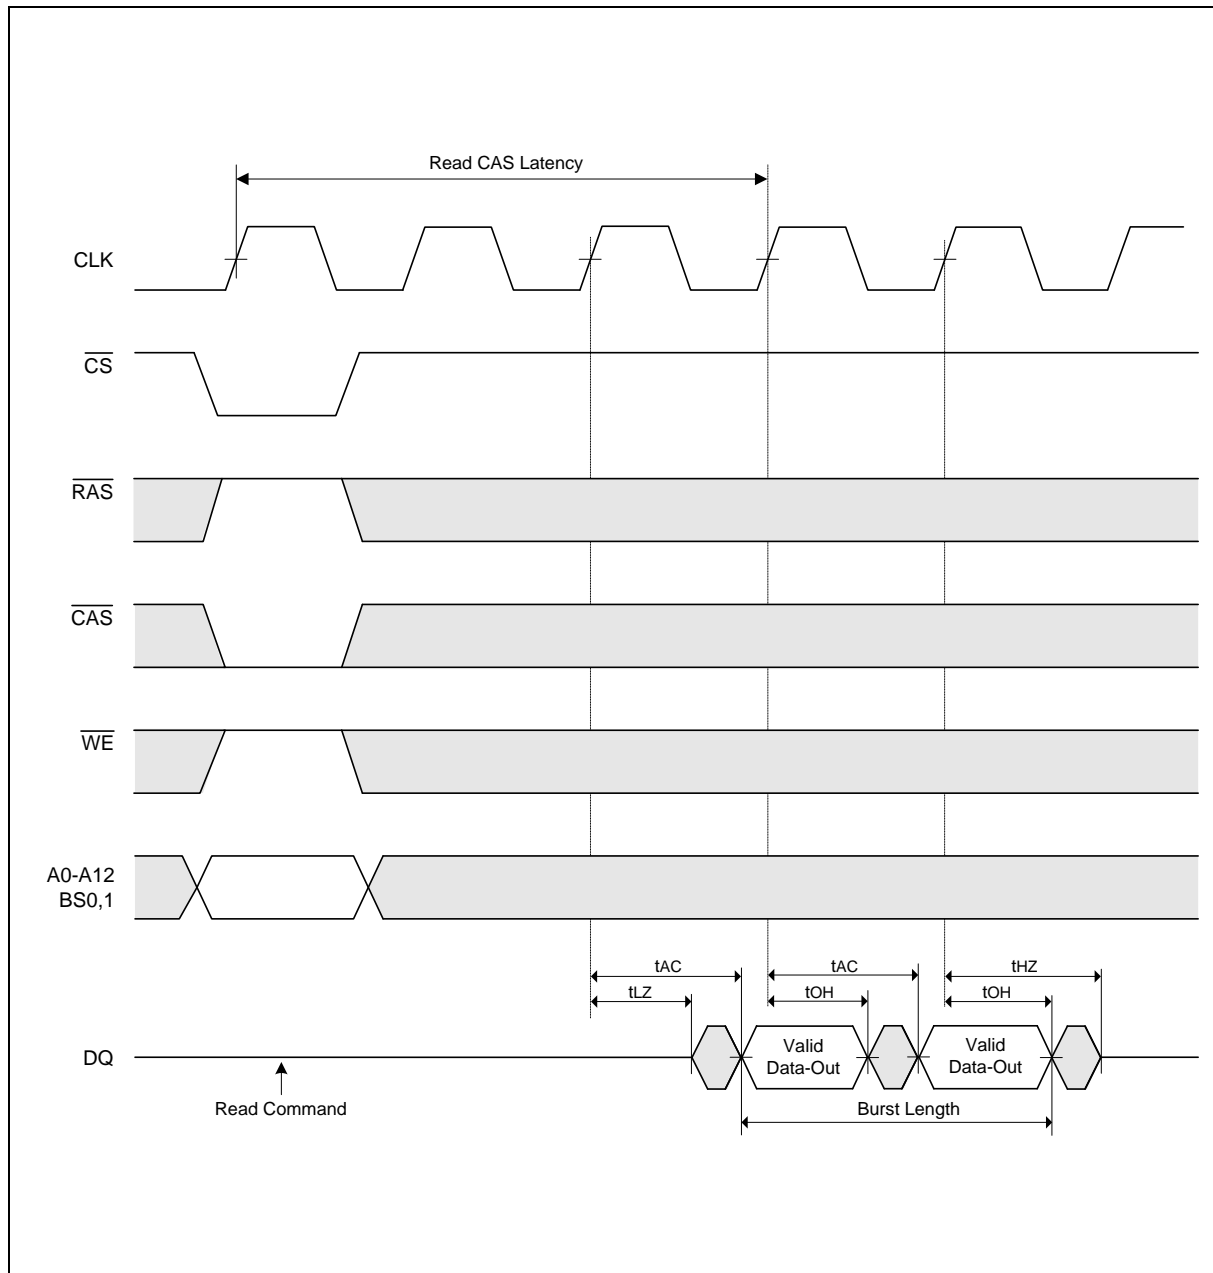 Read CAS Latency
CLK
CS
RAS
CAS
WE
A0-A12
BS0,1
tAC
tAC
tHZ
tLZ
tOH
tOH
DQ
Valid
Data-Out
Valid
Data-Out
Read Command
Burst Length